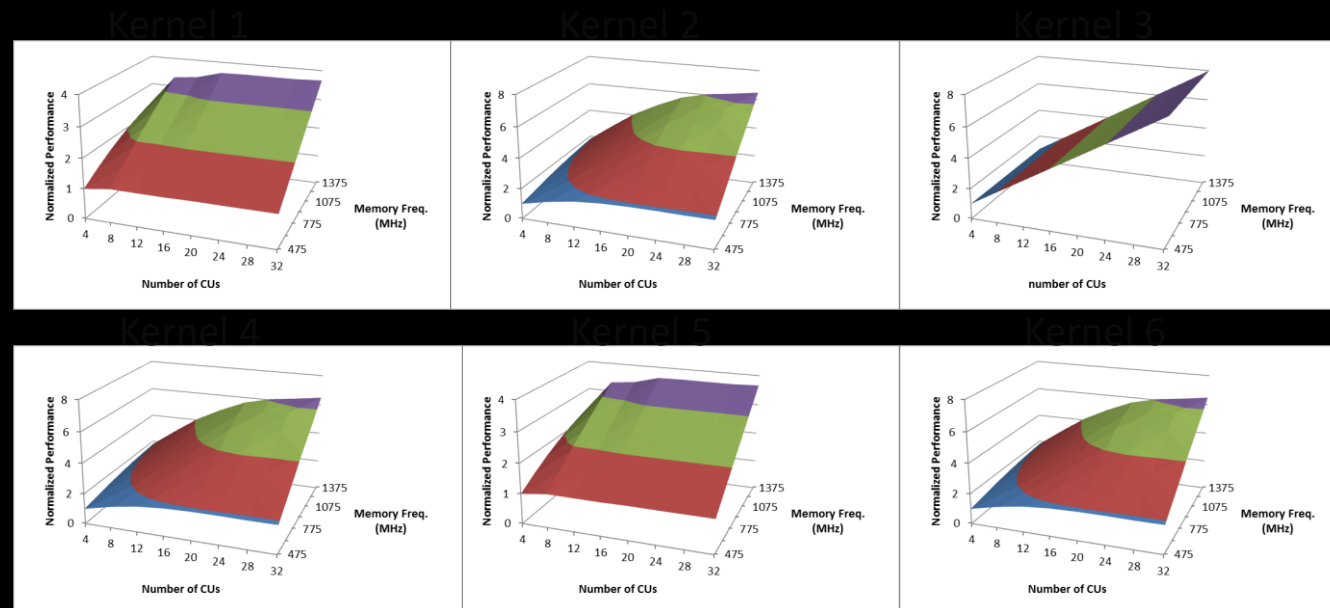 Kernel 1
Kernel 2
Kernel 3
Normalized Performance
4
3
2
1
0
4 8 12 16 20 24 28 32
Number of CUs
1375
1075
775
475
Memory Freq.
(MHz)
Normalized Performance
8
6
4
2
0
4 8 12 16 20 24 28 32
Number of CUs
1375
1075
775
475
Memory Freq.
(MHz)
Normalized Performance
8
6
4
2
0
4 8 12 16 20 24 28 32
number of CUs
1375
1075
775
475
Memory Freq.
(MHz)
Kernel 4
Kernel 5
Kernel 6
Normalized Performance
8
6
4
2
0
4 8 12 16 20 24 28 32
Number of CUs
1375
1075
775
475
Memory Freq.
(MHz)
Normalized Performance
4
3
2
1
0
4 8 12 16 20 24 28 32
Number of CUs
1375
1075
775
475
Memory Freq.
(MHz)
Normalized Performance
8
6
4
2
0
4 8 12 16 20 24 28 32
Number of CUs
1375
1075
775
475
Memory Freq.
(MHz)